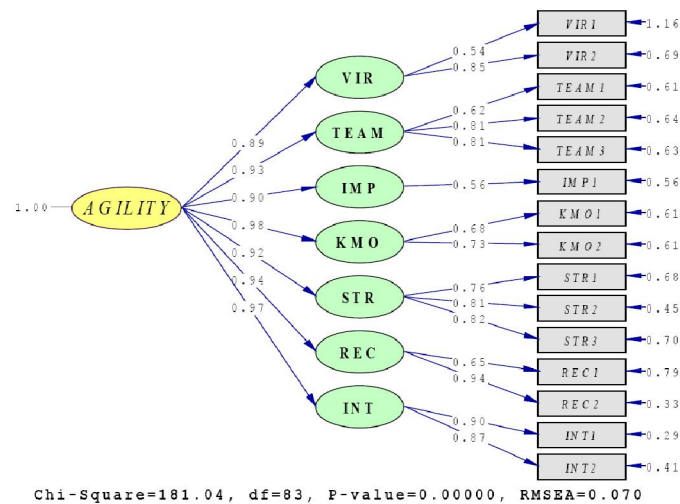 VIR1
1.16
0.54
VIR2
0.69
0.85
VIR
TEAM1
0.61
0.62
TEAM2
0.64
0.81
TEAM
TEAM3
0.63
0.81
0.89
0.93
IMP
0.56
IMP1
0.56
0.90
1.00
AGILITY
KMO1
0.61
0.68
0.98
KMO
0.73
KMO2
0.61
0.92
STR1
0.68
0.76
0.94
STR
0.81
STR2
0.45
0.97
0.82
STR3
0.70
REC
0.65
REC1
0.79
0.94
REC2
0.33
INT
0.90
INT1
0.29
0.87
INT2
0.41
Chi-Square=181.04, df=83, P-value=0.00000, RMSEA=0.070